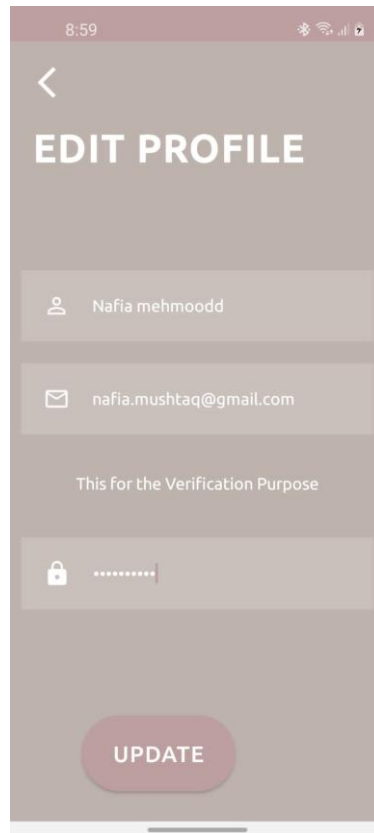 8:59
EDIT PROFILE
Nafia mehmoodd
nafia.mushtaq@gmail.com
This for the Verification Purpose
••••••••••
UPDATE